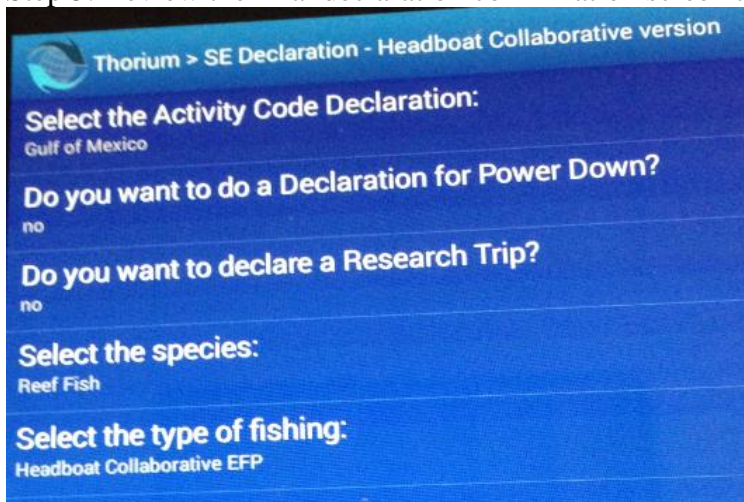 Thorium > SE Declaration - Headboat Collaborative version
Select the Activity Code Declaration:
Gulf of Mexico
Do you want to do a Declaration for Power Down?
no
Do you want to declare a Research Trip?
no
Select the species:
Reef Fish
Select the type of fishing:
Headboat Collaborative EFP